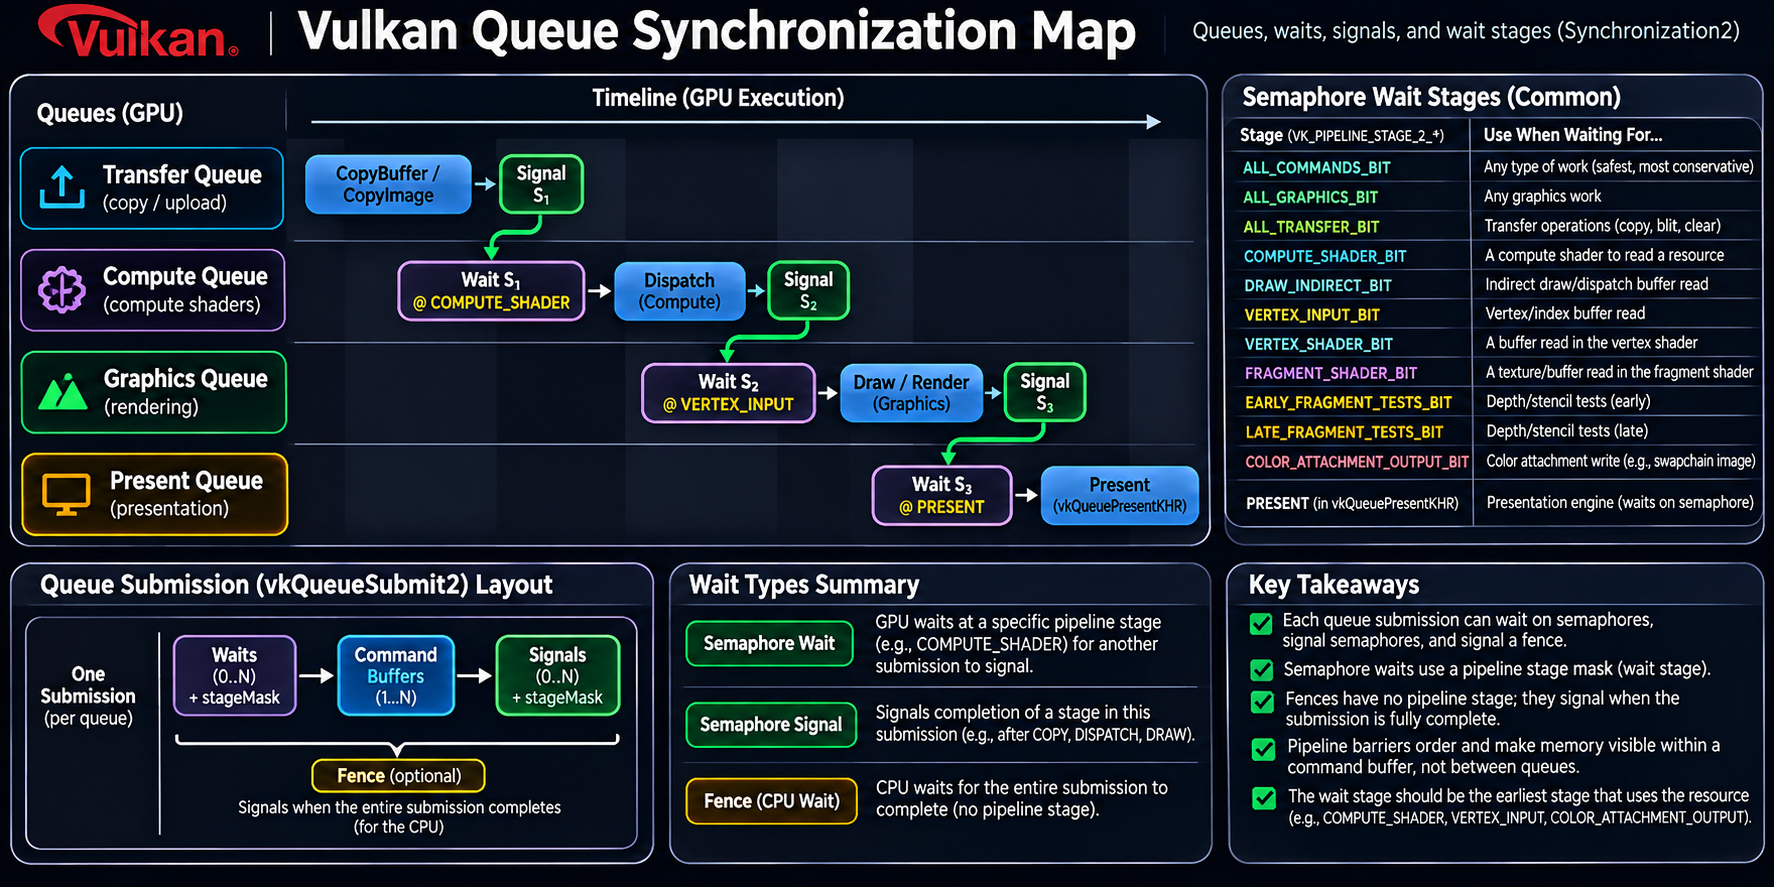 Vulkan®
Vulkan Queue Synchronization Map
Queues, waits, signals, and wait stages (Synchronization2)
Queues (GPU)
Timeline (GPU Execution)
Transfer Queue
(copy / upload)
CopyBuffer /
CopyImage
Signal
S₁
Compute Queue
(compute shaders)
Wait S₁
@ COMPUTE_SHADER
Dispatch
(Compute)
Signal
S₂
Graphics Queue
(rendering)
Wait S₂
@ VERTEX_INPUT
Draw / Render
(Graphics)
Signal
S₃
Present Queue
(presentation)
Wait S₃
@ PRESENT
Present
(vkQueuePresentKHR)
Semaphore Wait Stages (Common)
Stage (VK_PIPELINE_STAGE_2_*) Use When Waiting For...
ALL_COMMANDS_BIT Any type of work (safest, most conservative)
ALL_GRAPHICS_BIT Any graphics work
ALL_TRANSFER_BIT Transfer operations (copy, blit, clear)
COMPUTE_SHADER_BIT A compute shader to read a resource
DRAW_INDIRECT_BIT Indirect draw/dispatch buffer read
VERTEX_INPUT_BIT Vertex/index buffer read
VERTEX_SHADER_BIT A buffer read in the vertex shader
FRAGMENT_SHADER_BIT A texture/buffer read in the fragment shader
EARLY_FRAGMENT_TESTS_BIT Depth/stencil tests (early)
LATE_FRAGMENT_TESTS_BIT Depth/stencil tests (late)
COLOR_ATTACHMENT_OUTPUT_BIT Color attachment write (e.g., swapchain image)
PRESENT (in vkQueuePresentKHR) Presentation engine (waits on semaphore)
Queue Submission (vkQueueSubmit2) Layout
One
Submission
(per queue)
Waits
(0..N)
+ stageMask
Command
Buffers
(1...N)
Signals
(0..N)
+ stageMask
Fence (optional)
Signals when the entire submission completes
(for the CPU)
Wait Types Summary
Semaphore Wait
GPU waits at a specific pipeline stage
(e.g., COMPUTE_SHADER) for another
submission to signal.
Semaphore Signal
Signals completion of a stage in this
submission (e.g., after COPY, DISPATCH, DRAW).
Fence (CPU Wait)
CPU waits for the entire submission to
complete (no pipeline stage).
Key Takeaways
Each queue submission can wait on semaphores,
signal semaphores, and signal a fence.
Semaphore waits use a pipeline stage mask (wait stage).
Fences have no pipeline stage; they signal when the
submission is fully complete.
Pipeline barriers order and make memory visible within a
command buffer, not between queues.
The wait stage should be the earliest stage that uses the resource
(e.g., COMPUTE_SHADER, VERTEX_INPUT, COLOR_ATTACHMENT_OUTPUT).